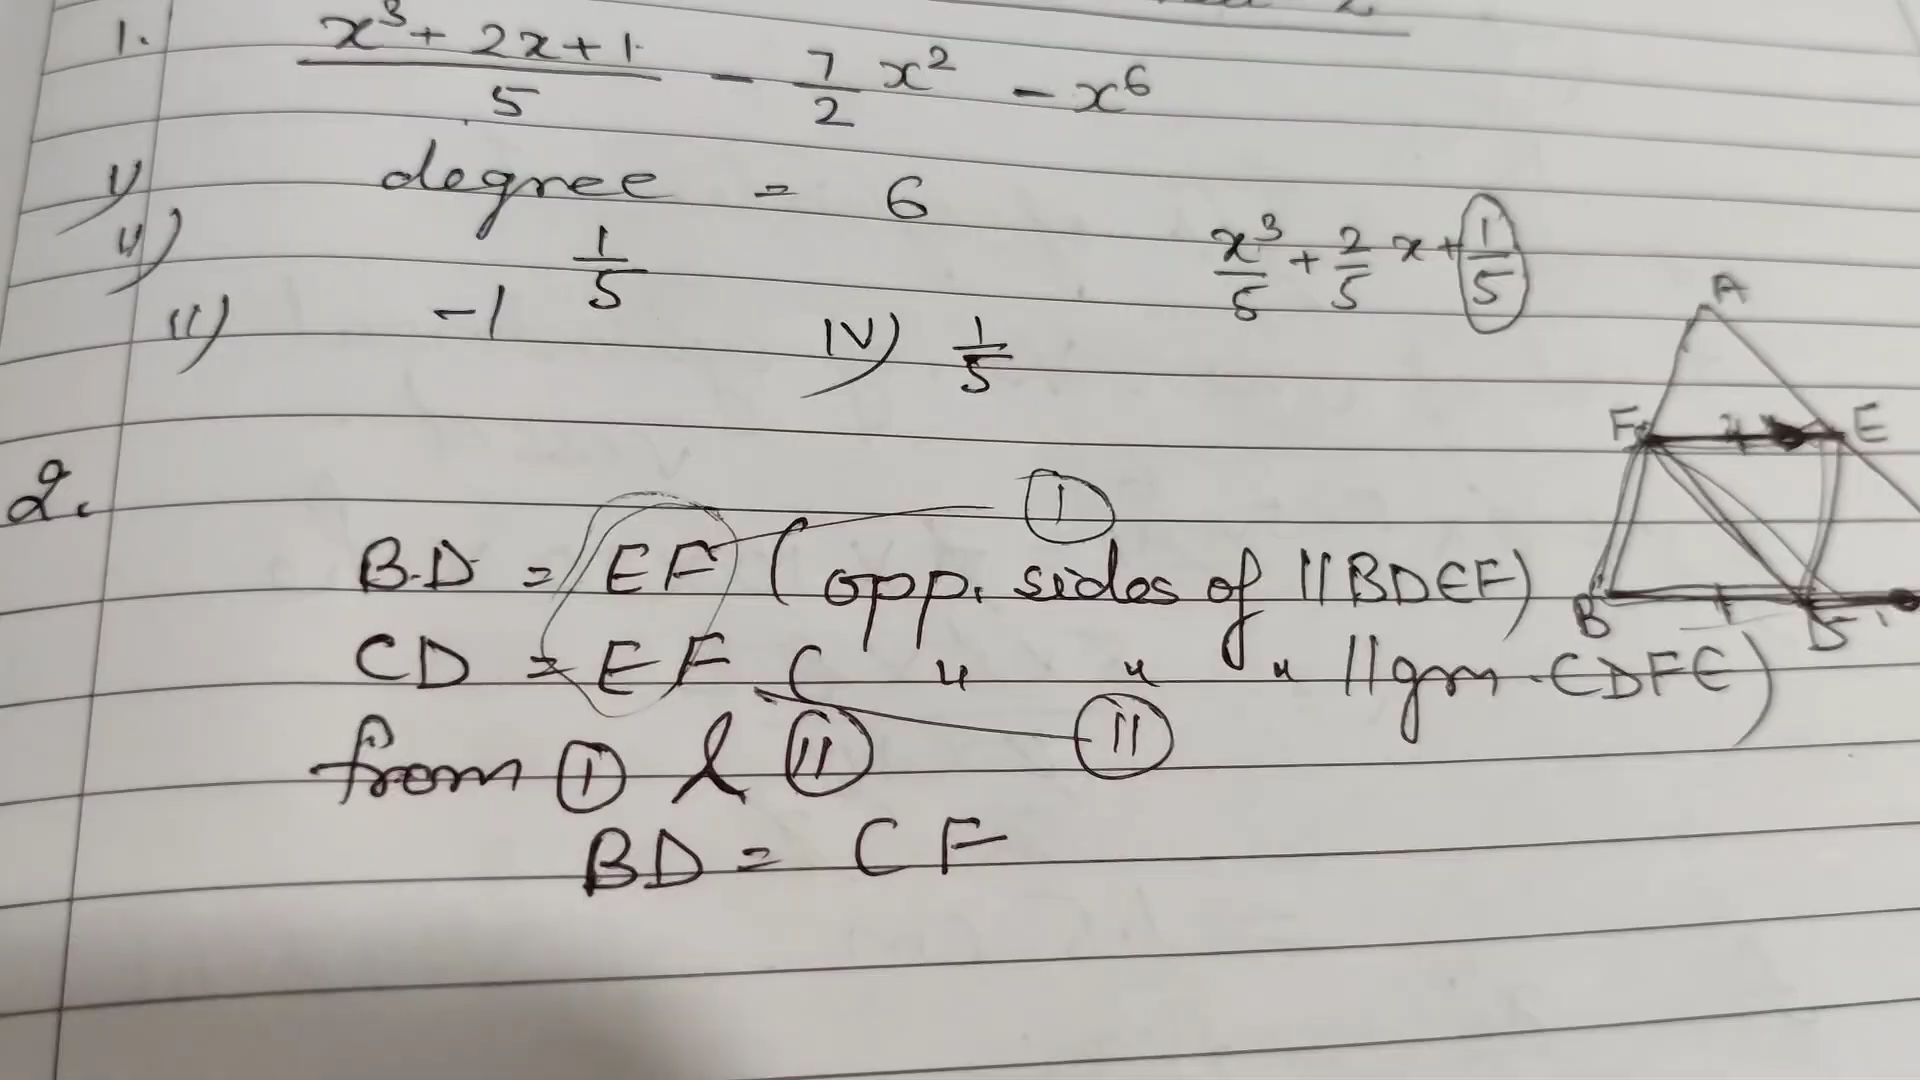 1. x³ + 2x + 1 / 5 - 7/2 x² - x⁶
i) degree = 6
ii) 1/5 x³/5 + 2/5 x + 1/5
iii) -1 iv) 1/5
A
F E
2.
I
BD = EF (opp. sides of ||BDEF)
B D
CD = EF ( " " " ||gm CDFE)
from I & II II
BD = CF